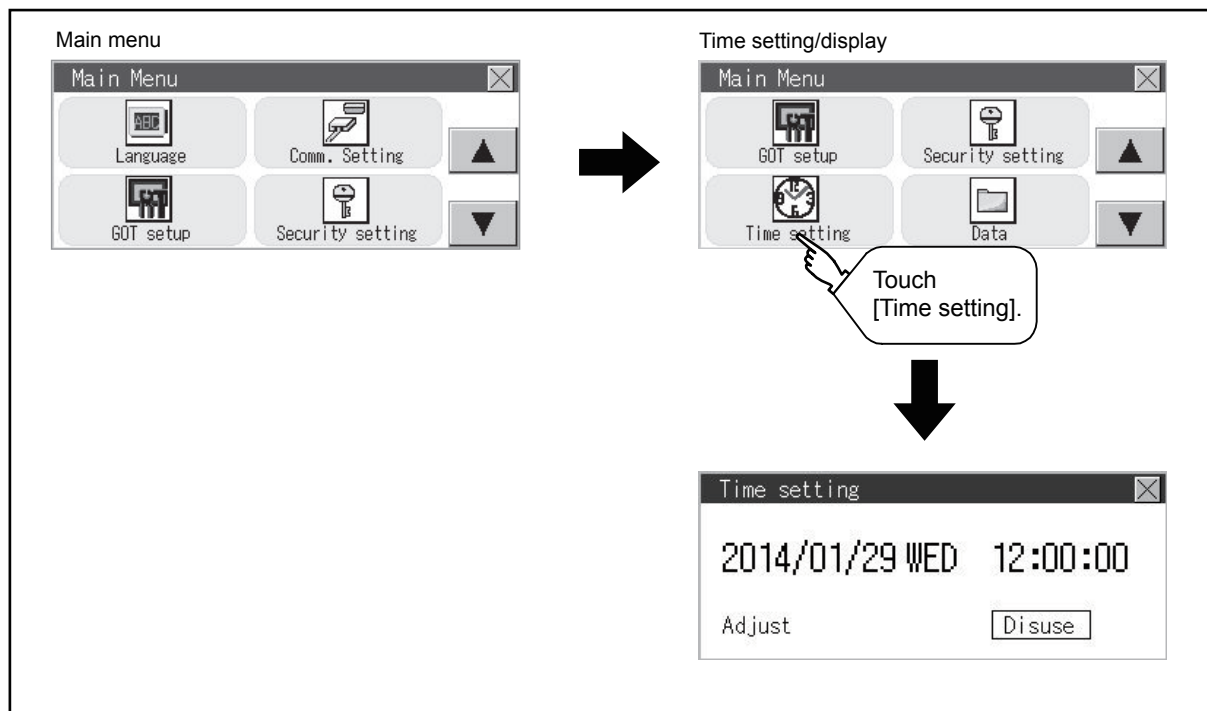 Main menu
Main Menu
Language
Comm. Setting
GOT setup
Security setting
Time setting/display
Main Menu
GOT setup
Security setting
Time setting
Data
Touch
[Time setting].
Time setting
2014/01/29 WED 12:00:00
Adjust
Disuse